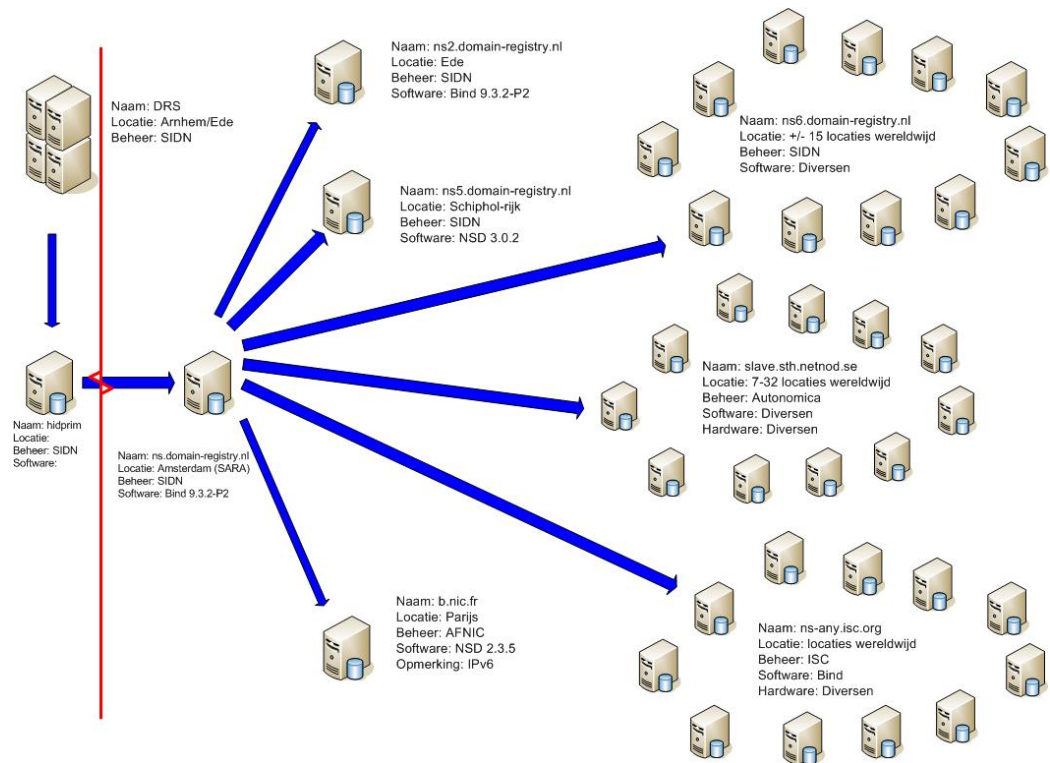 Naam: DRS
Locatie: Arnhem/Ede
Beheer: SIDN
Naam: hidprim
Locatie:
Beheer: SIDN
Software:
Naam: ns.domain-registry.nl
Locatie: Amsterdam (SARA)
Beheer: SIDN
Software: Bind 9.3.2-P2
Naam: ns2.domain-registry.nl
Locatie: Ede
Beheer: SIDN
Software: Bind 9.3.2-P2
Naam: ns5.domain-registry.nl
Locatie: Schiphol-rijk
Beheer: SIDN
Software: NSD 3.0.2
Naam: b.nic.fr
Locatie: Parijs
Beheer: AFNIC
Software: NSD 2.3.5
Opmerking: IPv6
Naam: ns6.domain-registry.nl
Locatie: +/- 15 locaties wereldwijd
Beheer: SIDN
Software: Diversen
Naam: slave.sth.netnod.se
Locatie: 7-32 locaties wereldwijd
Beheer: Autonomica
Software: Diversen
Hardware: Diversen
Naam: ns-any.isc.org
Locatie: locaties wereldwijd
Beheer: ISC
Software: Bind
Hardware: Diversen